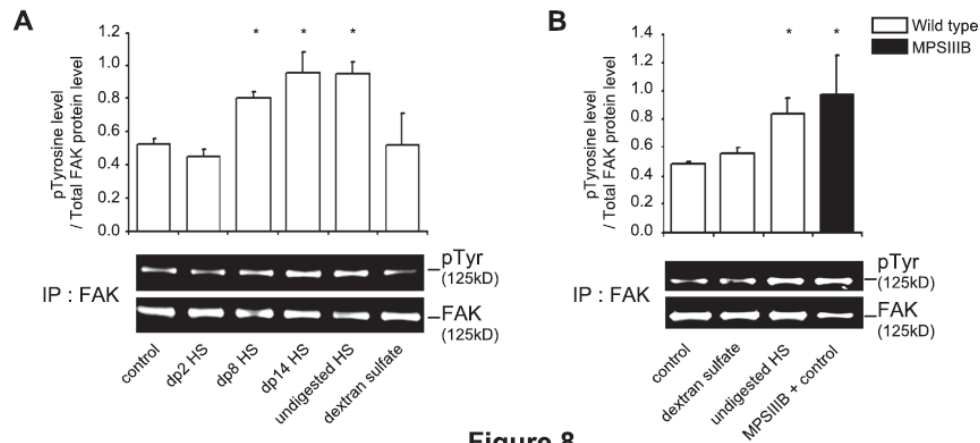 A
pTyrosine level
/ Total FAK protein level
1.2
1.0
0.8
0.6
0.4
0.2
0.0
* * *
IP : FAK
pTyr
(125kD)
FAK
(125kD)
control
dp2 HS
dp8 HS
dp14 HS
undigested HS
dextran sulfate
B
Wild type
MPSIIIB
pTyrosine level
/ Total FAK protein level
1.4
1.2
1.0
0.8
0.6
0.4
0.2
0.0
* *
IP : FAK
pTyr
(125kD)
FAK
(125kD)
control
dextran sulfate
undigested HS
MPSIIIB + control
Figure 8